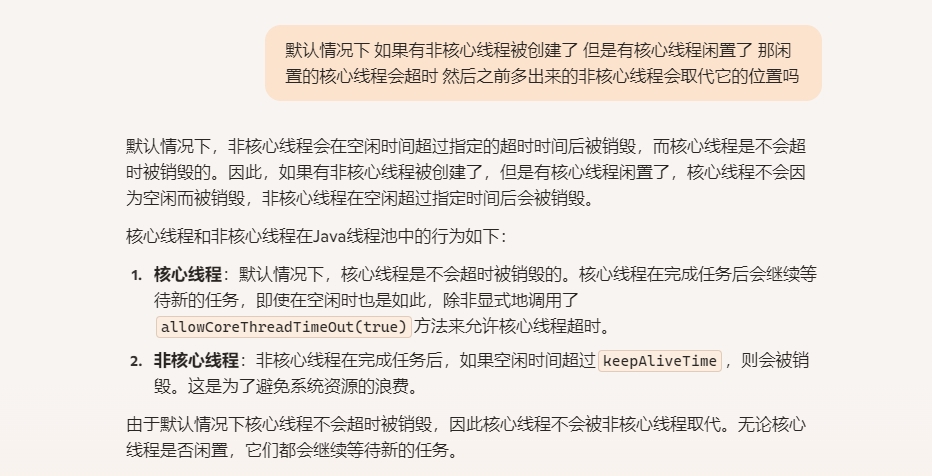 默认情况下 如果有非核心线程被创建了 但是有核心线程闲置了 那闲
置的核心线程会超时 然后之前多出来的非核心线程会取代它的位置吗
默认情况下，非核心线程会在空闲时间超过指定的超时时间后被销毁，而核心线程是不会超
时被销毁的。因此，如果有非核心线程被创建了，但是有核心线程闲置了，核心线程不会因
为空闲而被销毁，非核心线程在空闲超过指定时间后会被销毁。
核心线程和非核心线程在Java线程池中的行为如下：
1. 核心线程：默认情况下，核心线程是不会超时被销毁的。核心线程在完成任务后会继续等
待新的任务，即使在空闲时也是如此，除非显式地调用了
allowCoreThreadTimeOut(true)方法来允许核心线程超时。
2. 非核心线程：非核心线程在完成任务后，如果空闲时间超过 keepAliveTime ，则会被销
毁。这是为了避免系统资源的浪费。
由于默认情况下核心线程不会超时被销毁，因此核心线程不会被非核心线程取代。无论核心
线程是否闲置，它们都会继续等待新的任务。